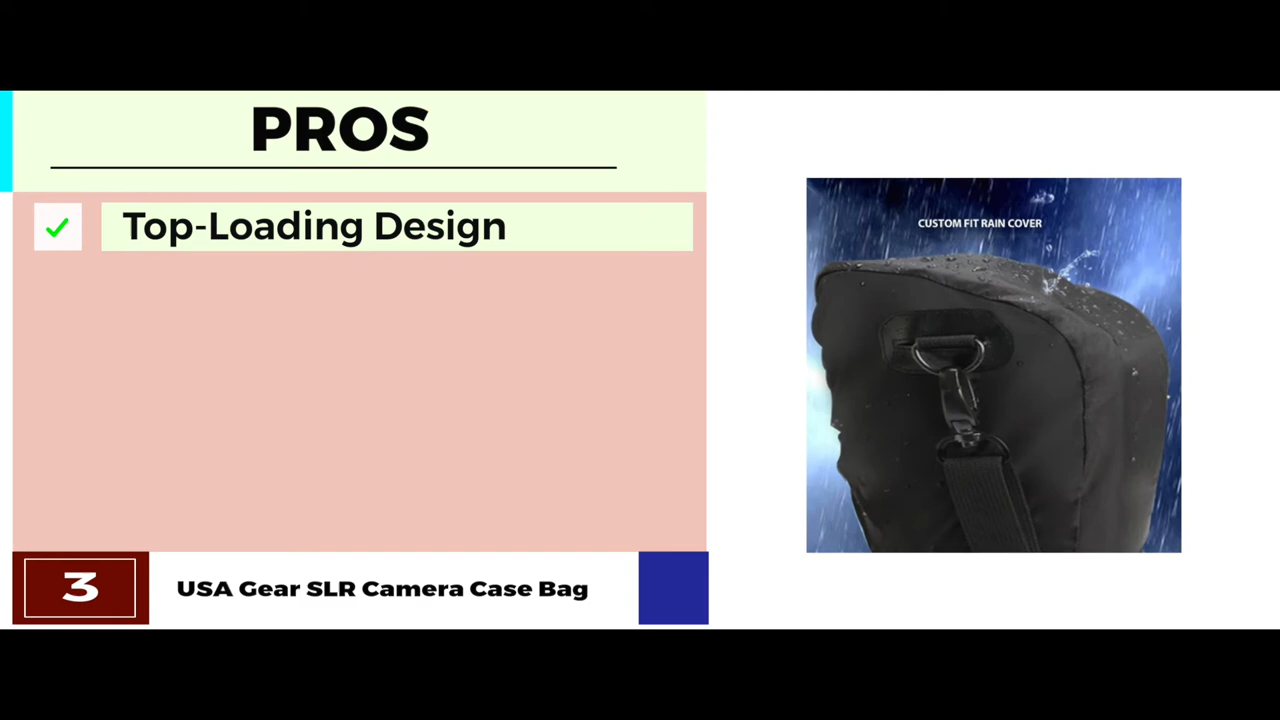 PROS
Top-Loading Design
CUSTOM FIT RAIN COVER
3
USA Gear SLR Camera Case Bag